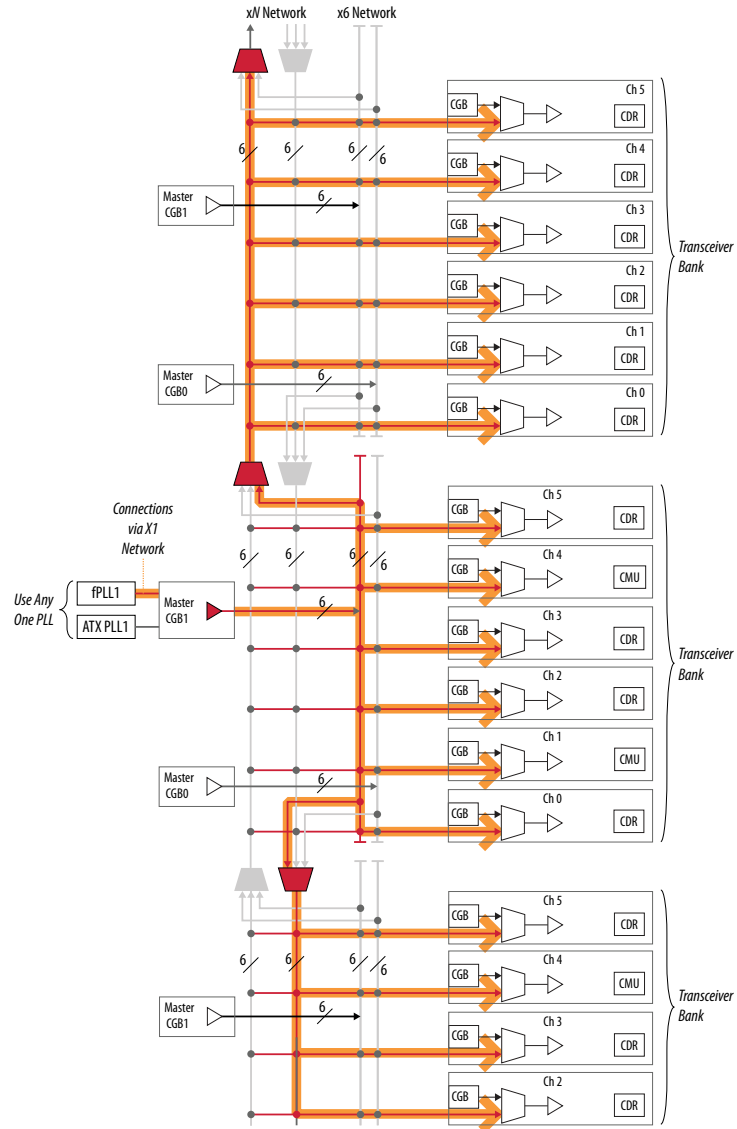 xN Network
x6 Network
CGB
Ch 5
CDR
6
6
6
6
CGB
Ch 4
CDR
Master
CGB1
6
CGB
Ch 3
CDR
Transceiver
Bank
CGB
Ch 2
CDR
CGB
Ch 1
CDR
Master
CGB0
6
CGB
Ch 0
CDR
Connections
via X1
Network
CGB
Ch 5
CDR
6
6
6
6
CGB
Ch 4
CMU
Use Any
One PLL
fPLL1
ATX PLL1
Master
CGB1
6
CGB
Ch 3
CDR
Transceiver
Bank
CGB
Ch 2
CDR
CGB
Ch 1
CMU
Master
CGB0
6
CGB
Ch 0
CDR
CGB
Ch 5
CDR
6
6
6
6
CGB
Ch 4
CMU
Master
CGB1
6
Transceiver
Bank
CGB
Ch 3
CDR
CGB
Ch 2
CDR